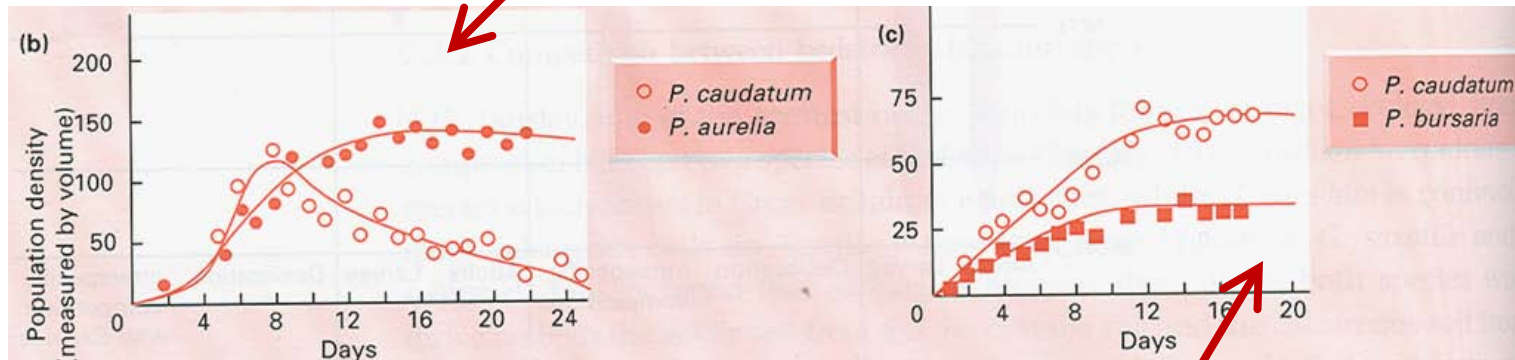 (b)
200
150
100
50
0
4
8
12
16
20
24
Days
Population density
(measured by volume)
P. caudatum
P. aurelia
(c)
75
50
25
0
4
8
12
16
20
Days
P. caudatum
P. bursaria